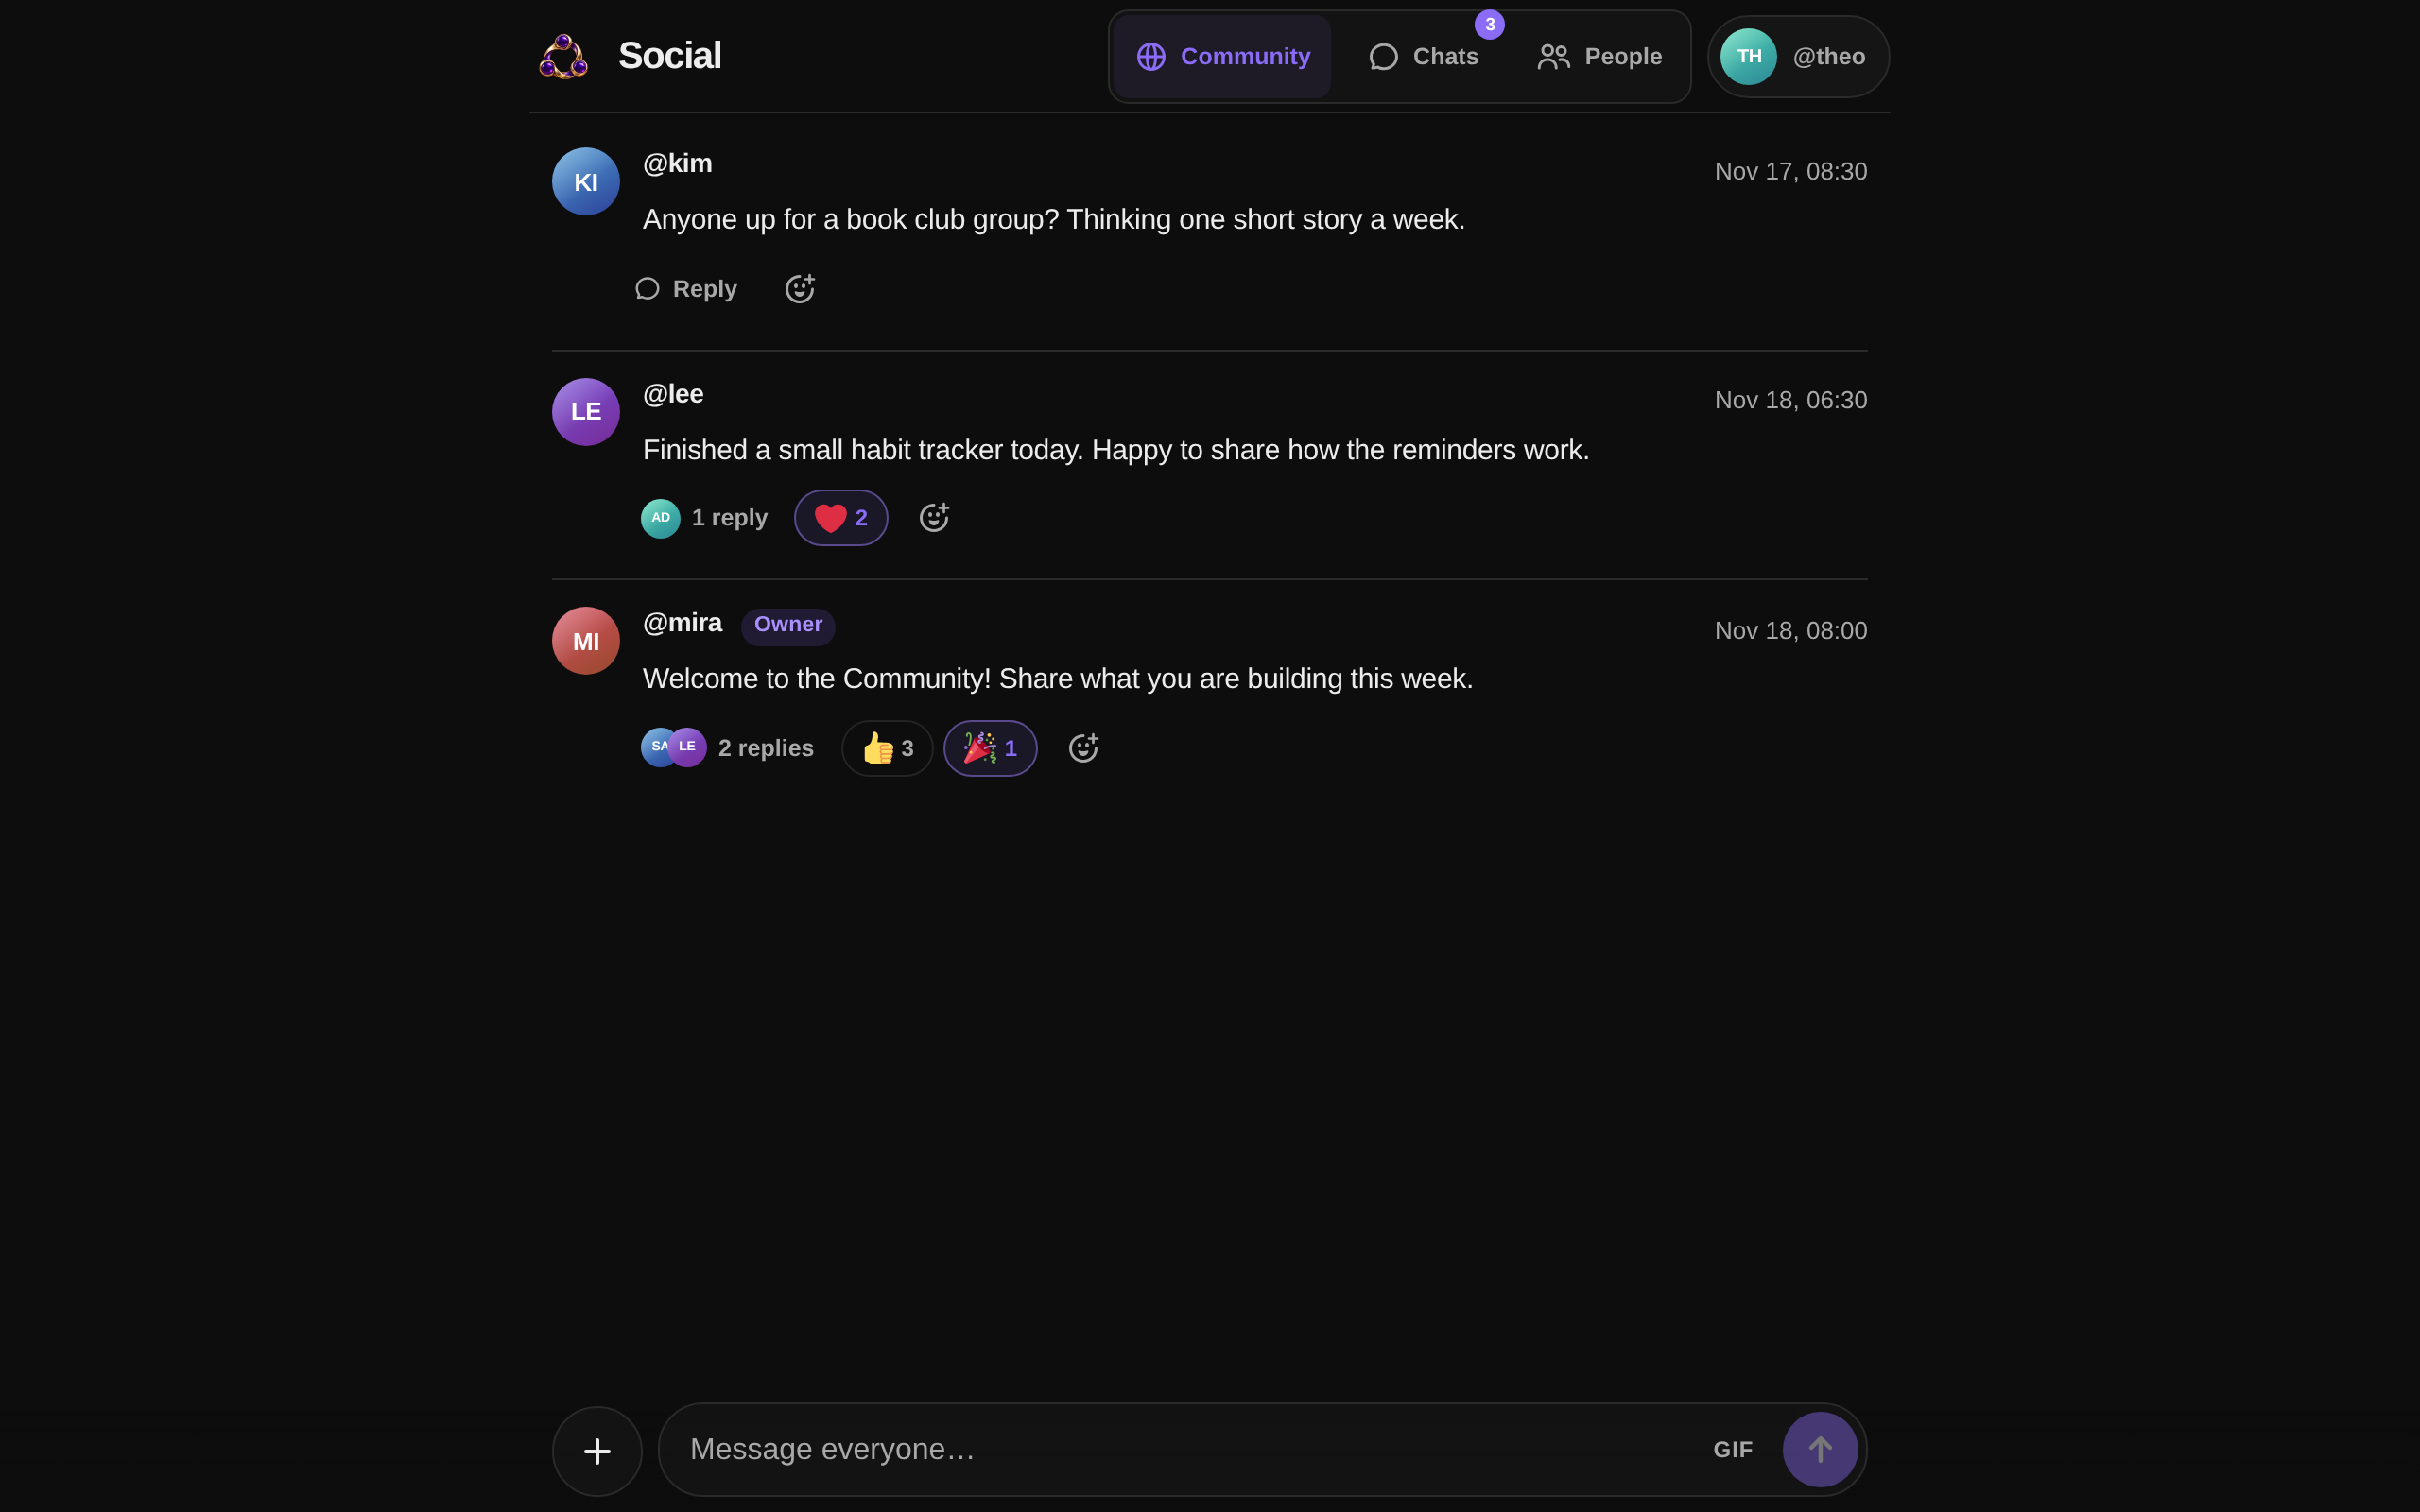 Social
Community
Chats
3
People
TH
@theo
KI
@kim
Nov 17, 08:30
Anyone up for a book club group? Thinking one short story a week.
Reply
LE
@lee
Nov 18, 06:30
Finished a small habit tracker today. Happy to share how the reminders work.
AD
1 reply
2
MI
@mira
Owner
Nov 18, 08:00
Welcome to the Community! Share what you are building this week.
SA
LE
2 replies
3
1
Message everyone…
GIF